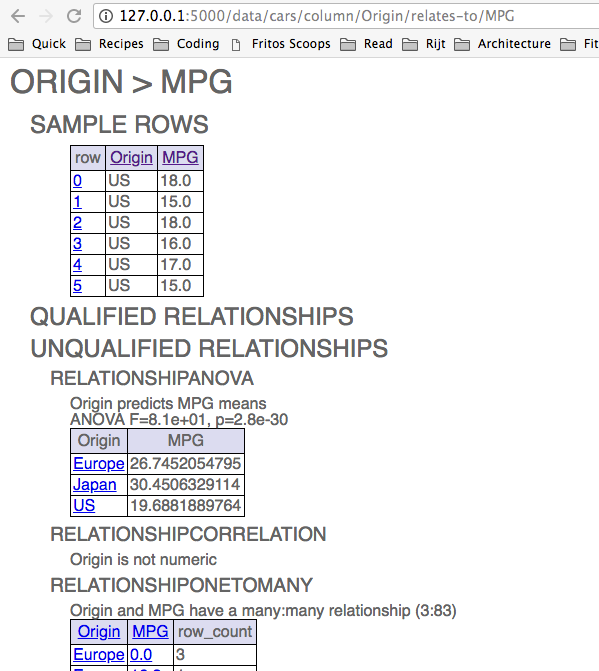 127.0.0.1:5000/data/cars/column/Origin/relates-to/MPG
Quick Recipes Coding Fritos Scoops Read Rijt Architecture Fit
ORIGIN > MPG
SAMPLE ROWS
row Origin MPG
0 US 18.0
1 US 15.0
2 US 18.0
3 US 16.0
4 US 17.0
5 US 15.0
QUALIFIED RELATIONSHIPS
UNQUALIFIED RELATIONSHIPS
RELATIONSHIPANOVA
Origin predicts MPG means
ANOVA F=8.1e+01, p=2.8e-30
Origin MPG
Europe 26.7452054795
Japan 30.4506329114
US 19.6881889764
RELATIONSHIPCORRELATION
Origin is not numeric
RELATIONSHIPONETOMANY
Origin and MPG have a many:many relationship (3:83)
Origin MPG row_count
Europe 0.0 3